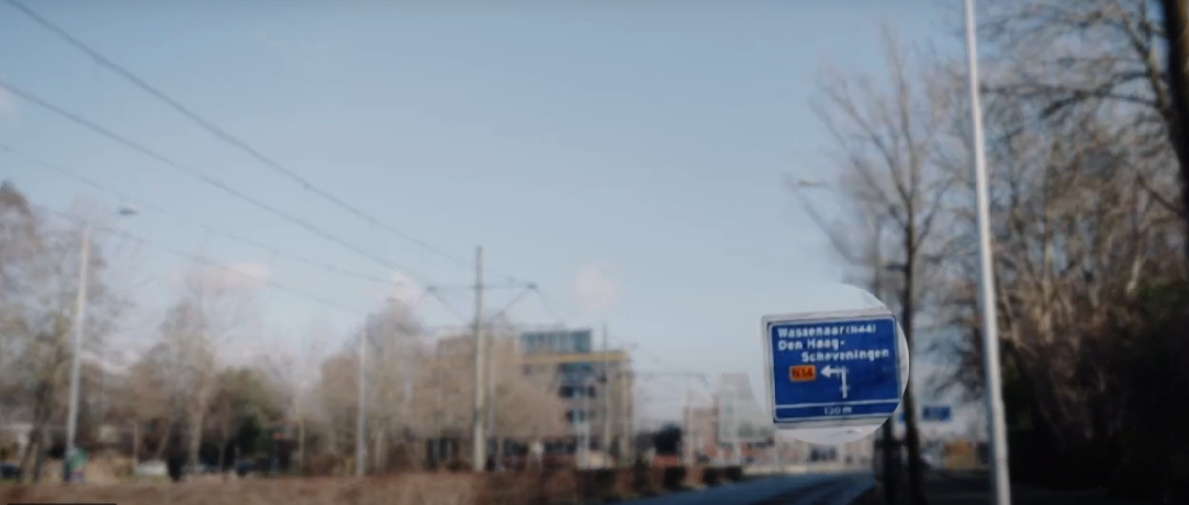 Wassenaar (N44)
Den Haag-
Scheveningen
N14
120 m